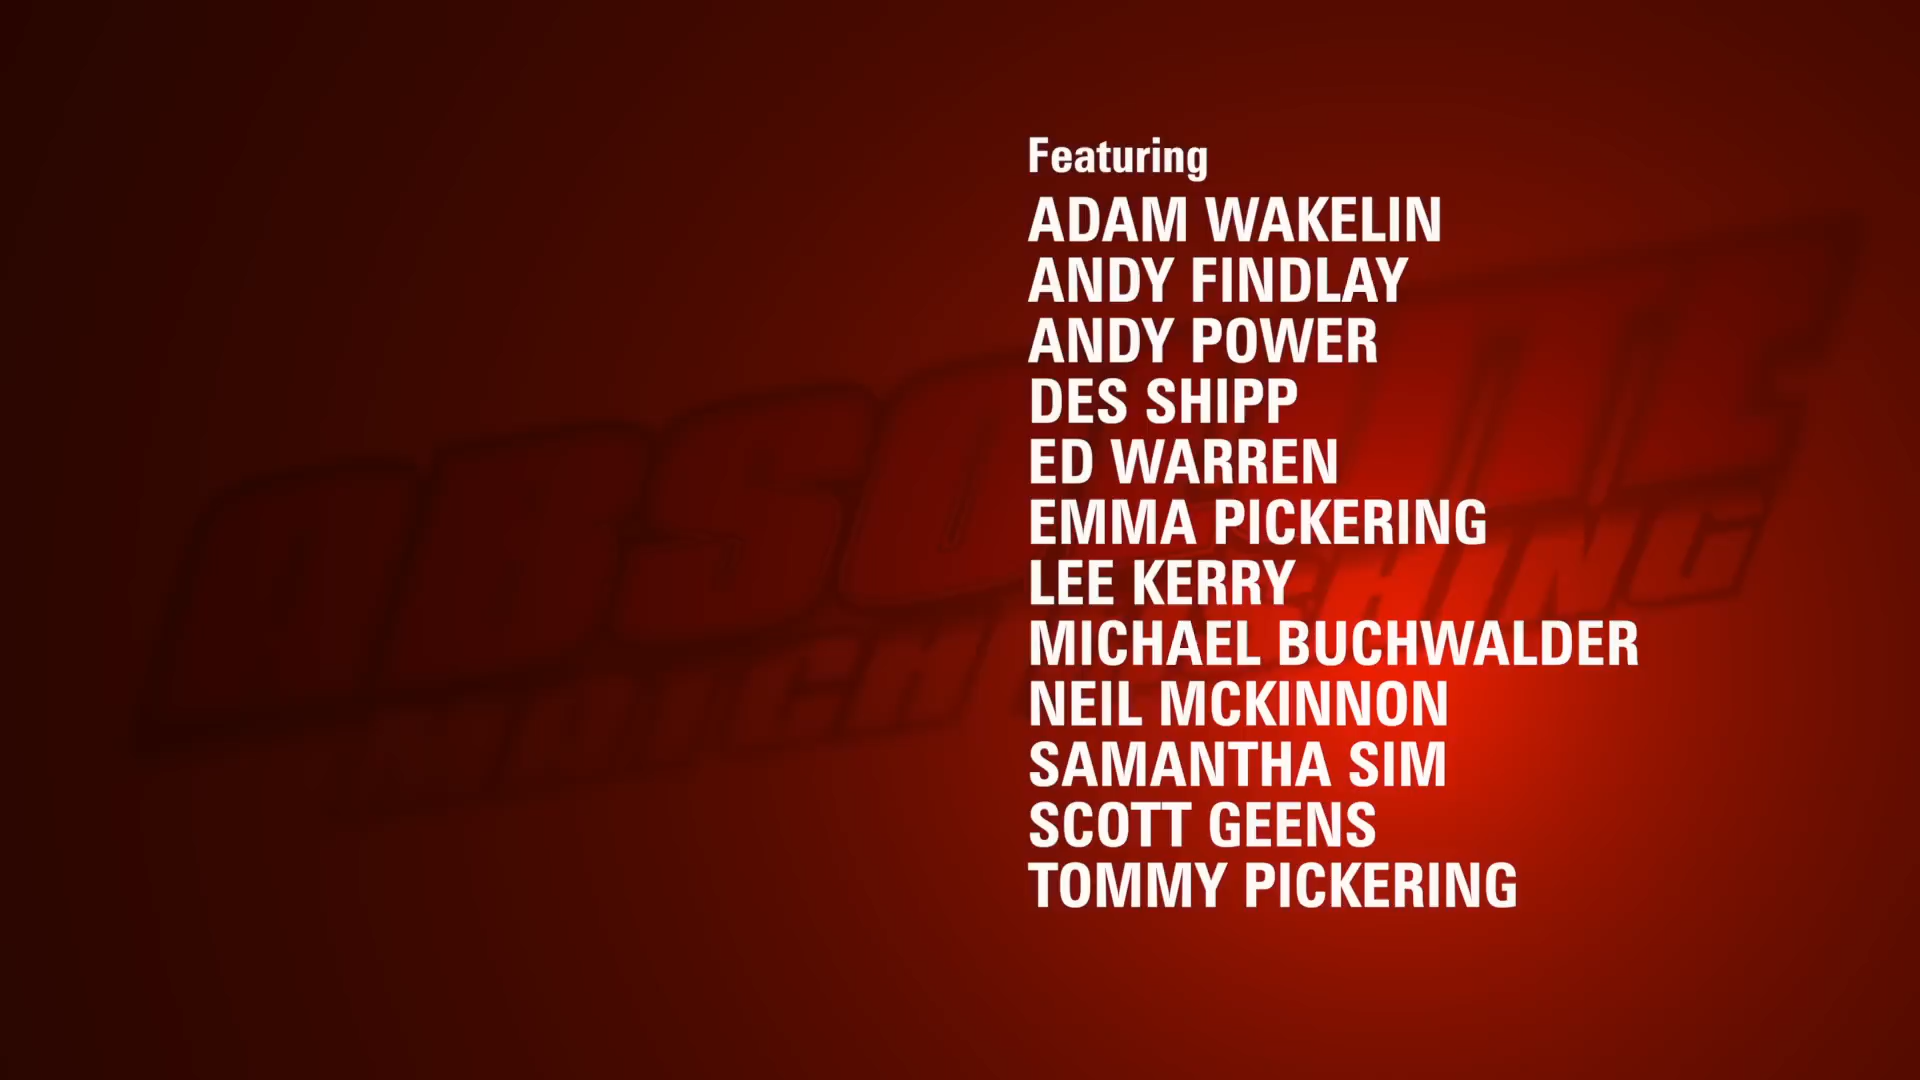 Featuring
ADAM WAKELIN
ANDY FINDLAY
ANDY POWER
DES SHIPP
ED WARREN
EMMA PICKERING
LEE KERRY
MICHAEL BUCHWALDER
NEIL MCKINNON
SAMANTHA SIM
SCOTT GEENS
TOMMY PICKERING